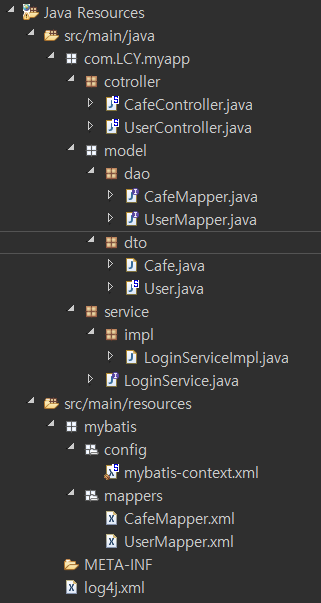 Java Resources
src/main/java
com.LCY.myapp
cotroller
CafeController.java
UserController.java
model
dao
CafeMapper.java
UserMapper.java
dto
Cafe.java
User.java
service
impl
LoginServiceImpl.java
LoginService.java
src/main/resources
mybatis
config
mybatis-context.xml
mappers
CafeMapper.xml
UserMapper.xml
META-INF
log4j.xml